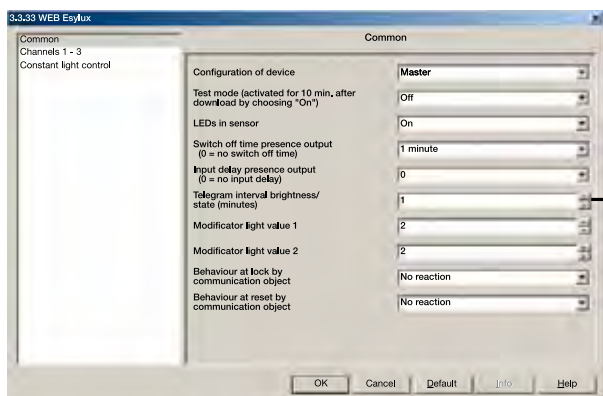 3.3.33 WEB Esylux
Common
Channels 1 - 3
Constant light control
Common
Configuration of device
Master
Test mode (activated for 10 min. after
download by choosing "On")
Off
LEDs in sensor
On
Switch off time presence output
(0 = no switch off time)
1 minute
Input delay presence output
(0 = no input delay)
0
Telegram interval brightness/
state (minutes)
1
Modificator light value 1
2
Modificator light value 2
2
Behaviour at lock by
communication object
No reaction
Behaviour at reset by
communication object
No reaction
OK
Cancel
Default
Info
Help